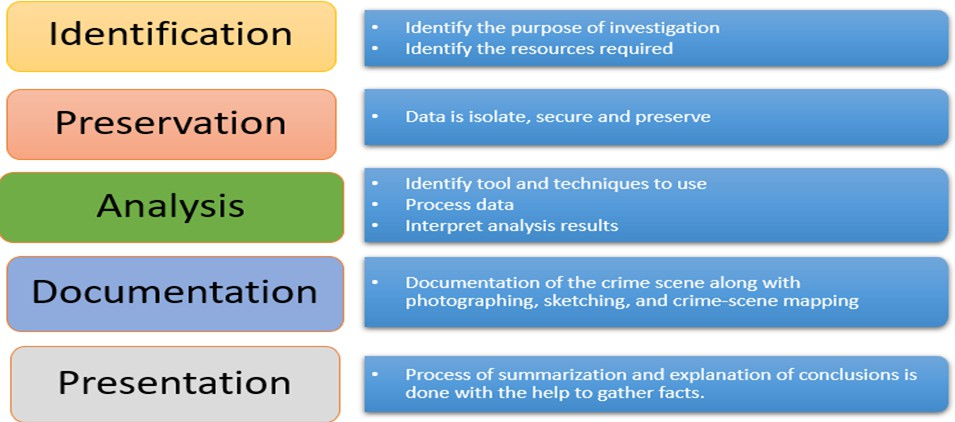 Identification
• Identify the purpose of investigation
• Identify the resources required
Preservation
• Data is isolate, secure and preserve
Analysis
• Identify tool and techniques to use
• Process data
• Interpret analysis results
Documentation
• Documentation of the crime scene along with
photographing, sketching, and crime-scene mapping
Presentation
• Process of summarization and explanation of conclusions is
done with the help to gather facts.